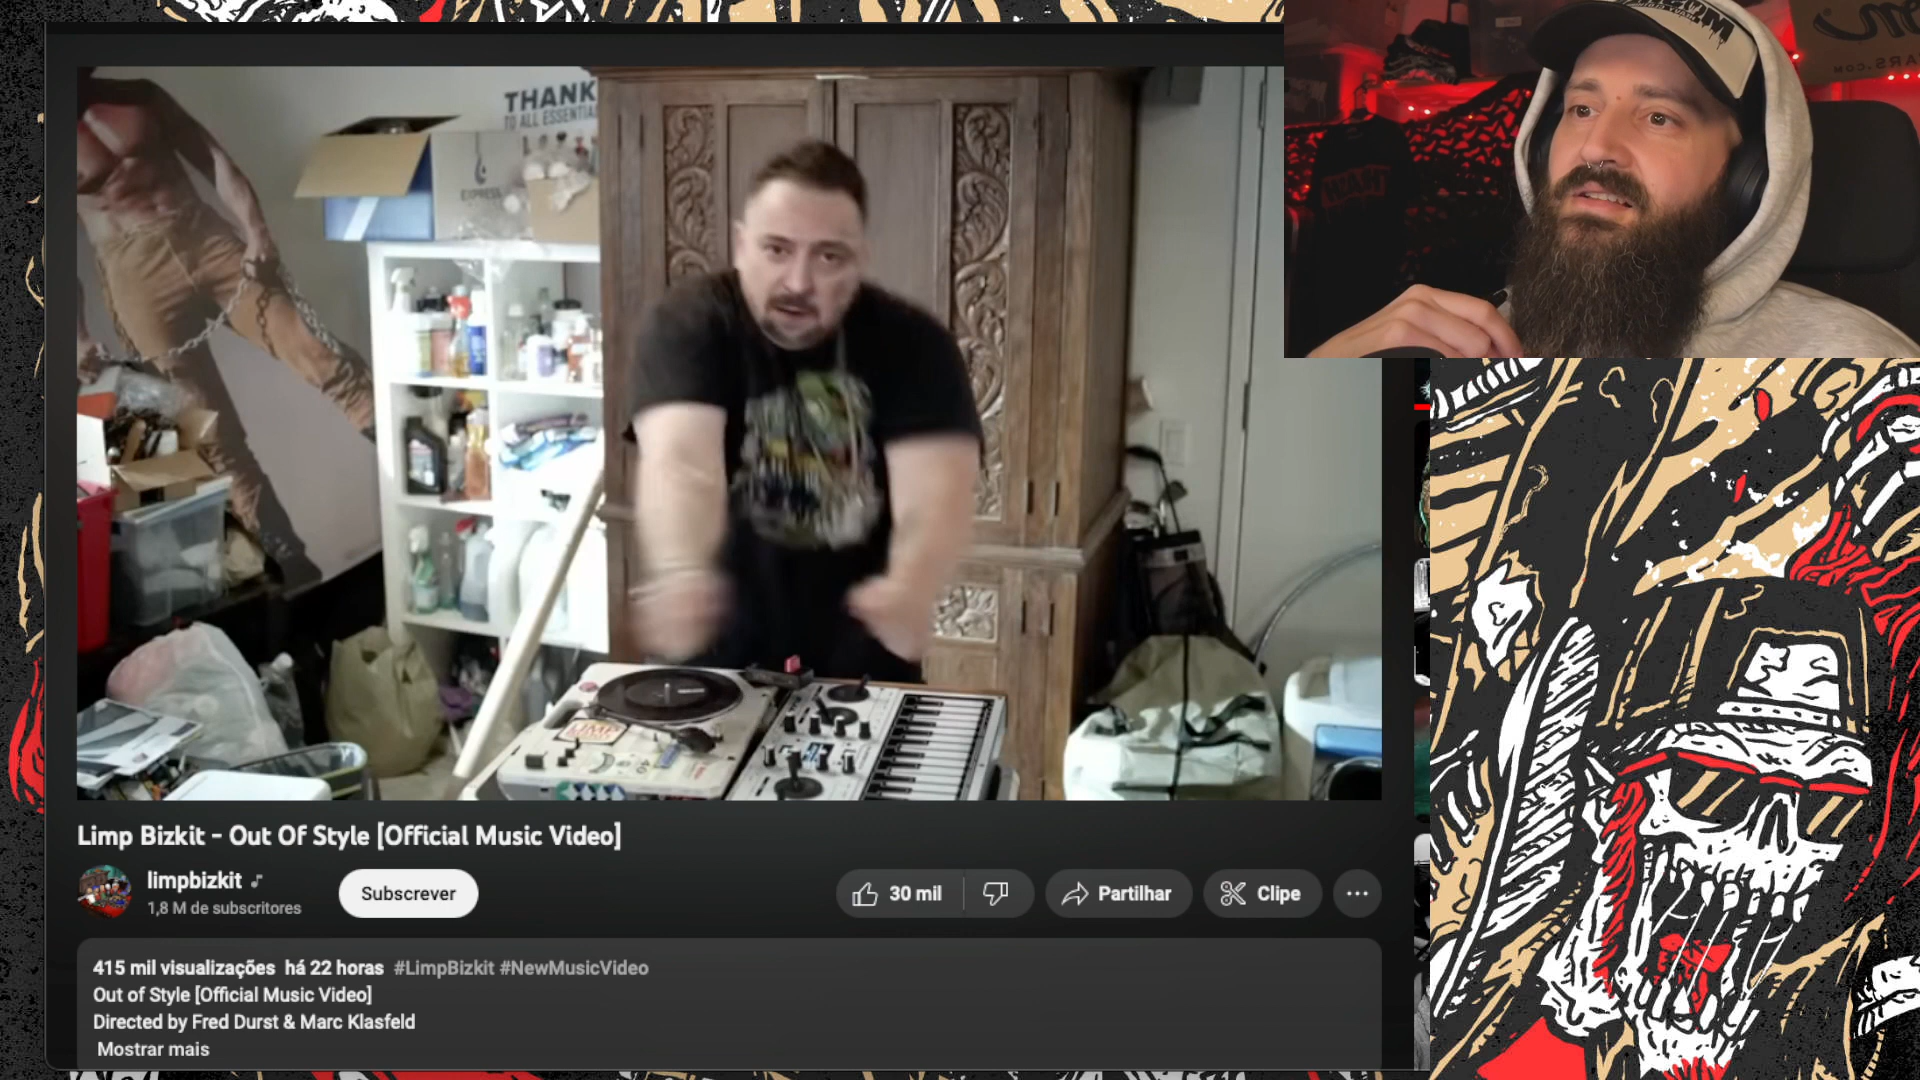 THANK
TO ALL ESSENTIAL
EXPRESS
LIMP
Limp Bizkit - Out Of Style [Official Music Video]
limpbizkit
1,8 M de subscritores
Subscrever
30 mil
Partilhar
Clipe
415 mil visualizações há 22 horas #LimpBizkit #NewMusicVideo
Out of Style [Official Music Video]
Directed by Fred Durst & Marc Klasfeld
Mostrar mais